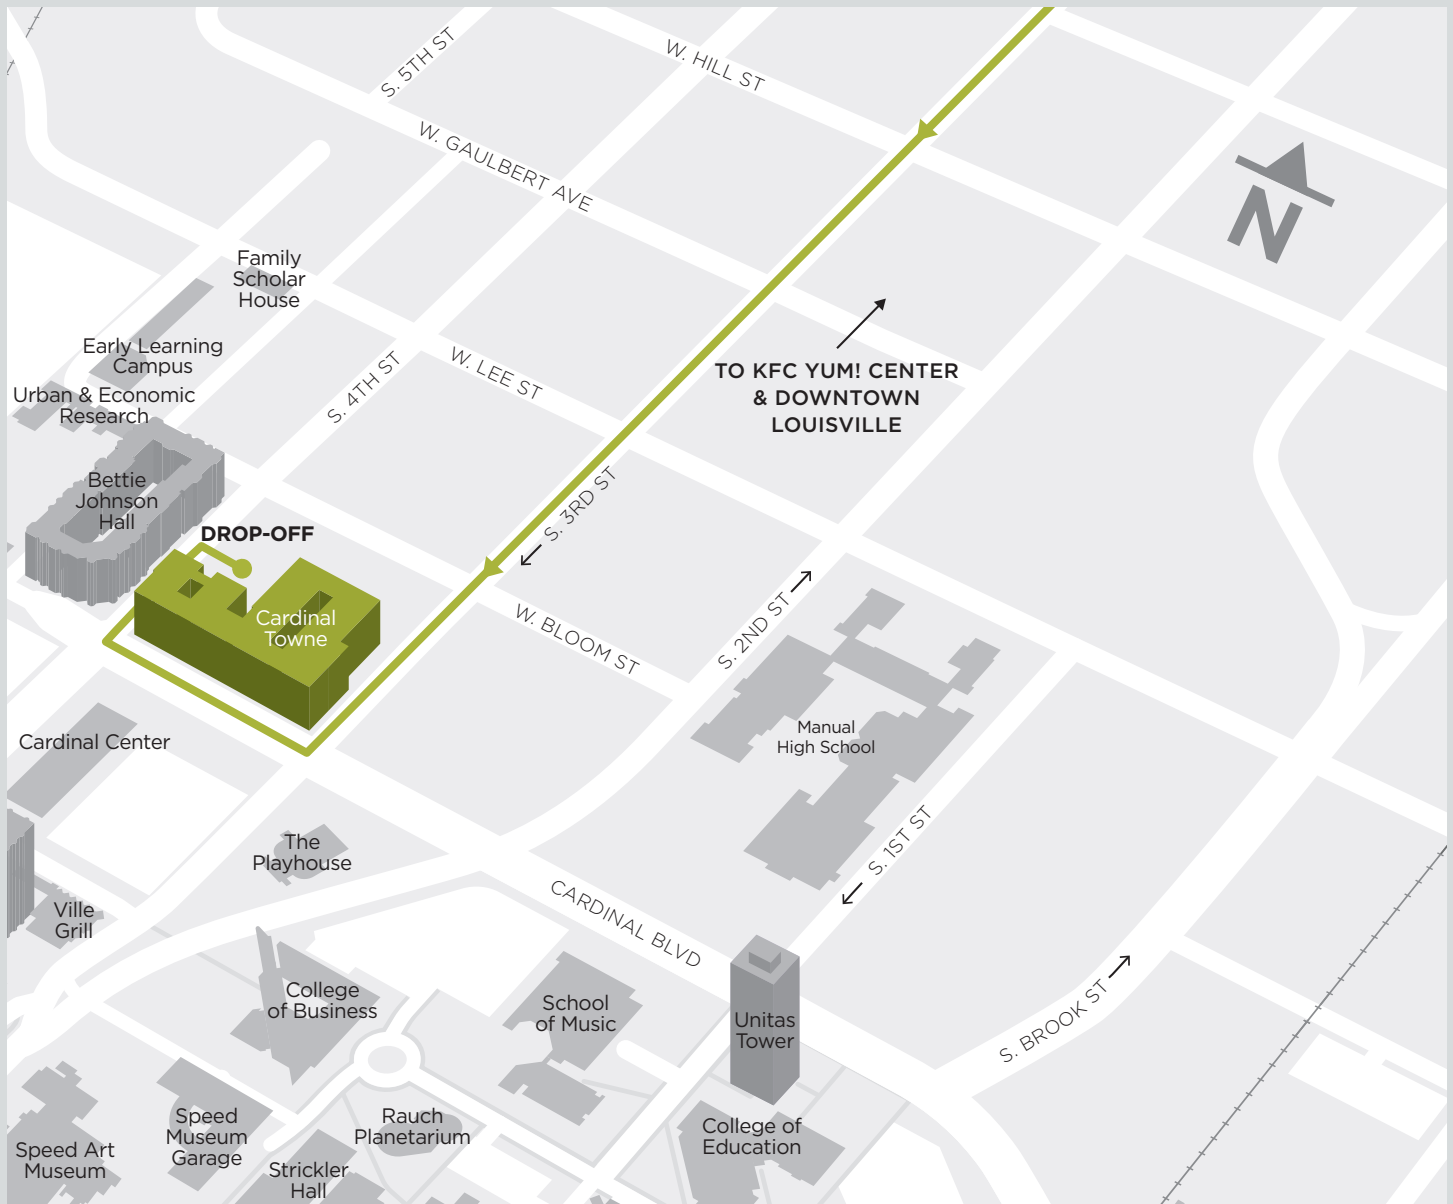 S. 5TH ST
W. HILL ST
W. GAULBERT AVE
N
Family
Scholar
House
Early Learning
Campus
Urban & Economic
Research
S. 4TH ST
W. LEE ST
TO KFC YUM! CENTER
& DOWNTOWN
LOUISVILLE
Bettie
Johnson
Hall
S. 3RD ST
DROP-OFF
Cardinal
Towne
W. BLOOM ST
S. 2ND ST
Manual
High School
Cardinal Center
S. 1ST ST
The
Playhouse
CARDINAL BLVD
Ville
Grill
College
of Business
School
of Music
Unitas
Tower
S. BROOK ST
Speed
Museum
Garage
Rauch
Planetarium
College of
Education
Speed Art
Museum
Strickler
Hall